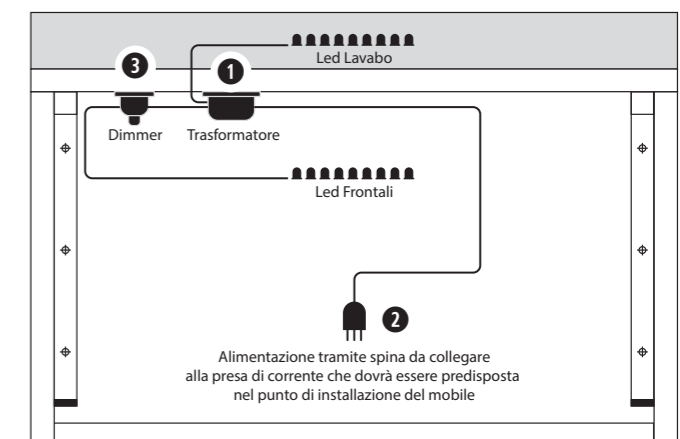 Led Lavabo
3
1
Dimmer
Trasformatore
Led Frontali
2
Alimentazione tramite spina da collegare
alla presa di corrente che dovrà essere predisposta
nel punto di installazione del mobile